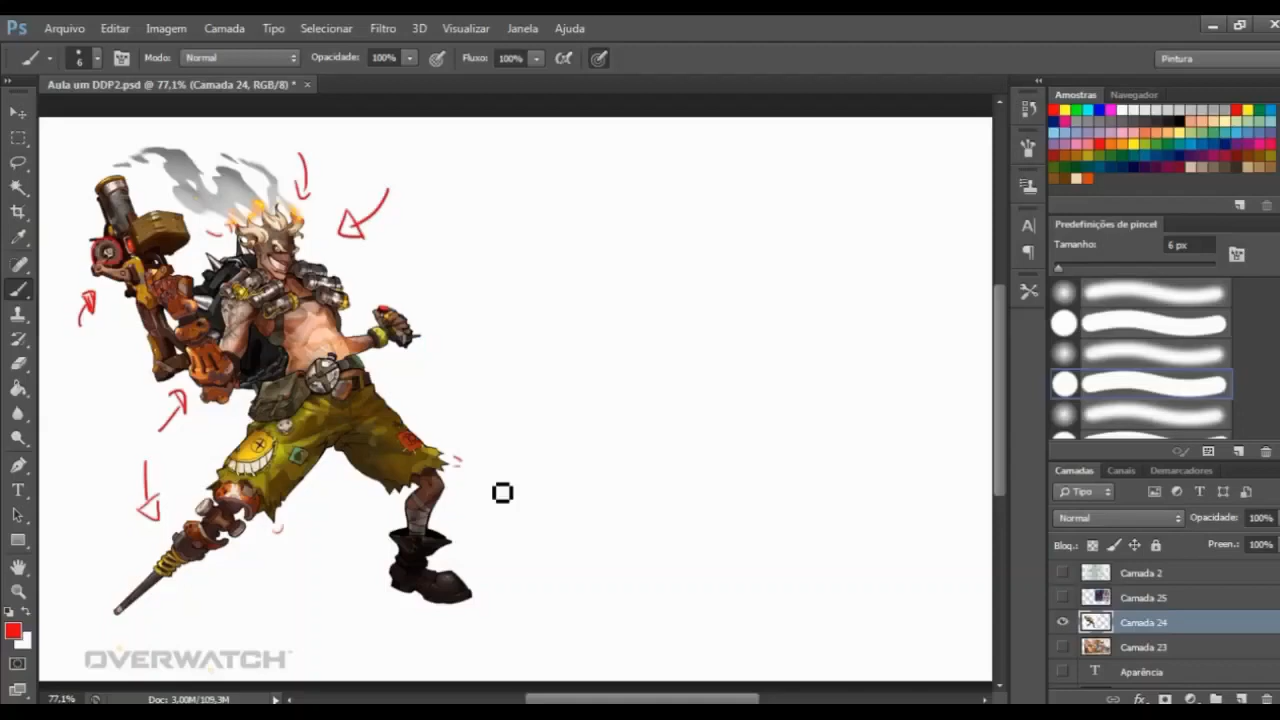 Ps Arquivo Editar Imagem Camada Tipo Selecionar Filtro 3D Visualizar Janela Ajuda
6 Modo: Normal Opacidade: 100% Fluxo: 100% Pintura
Aula um DDP2.psd @ 77,1% (Camada 24, RGB/8) * ×
Amostras Navegador
Predefinições de pincel
Tamanho: 6 px
Camadas Canais Demarcadores
Tipo
Normal Opacidade: 100%
Bloq.: Preen.: 100%
Camada 2
Camada 25
Camada 24
Camada 23
T Aparência
OVERWATCH
77,1% Doc: 3,00M/109,3M